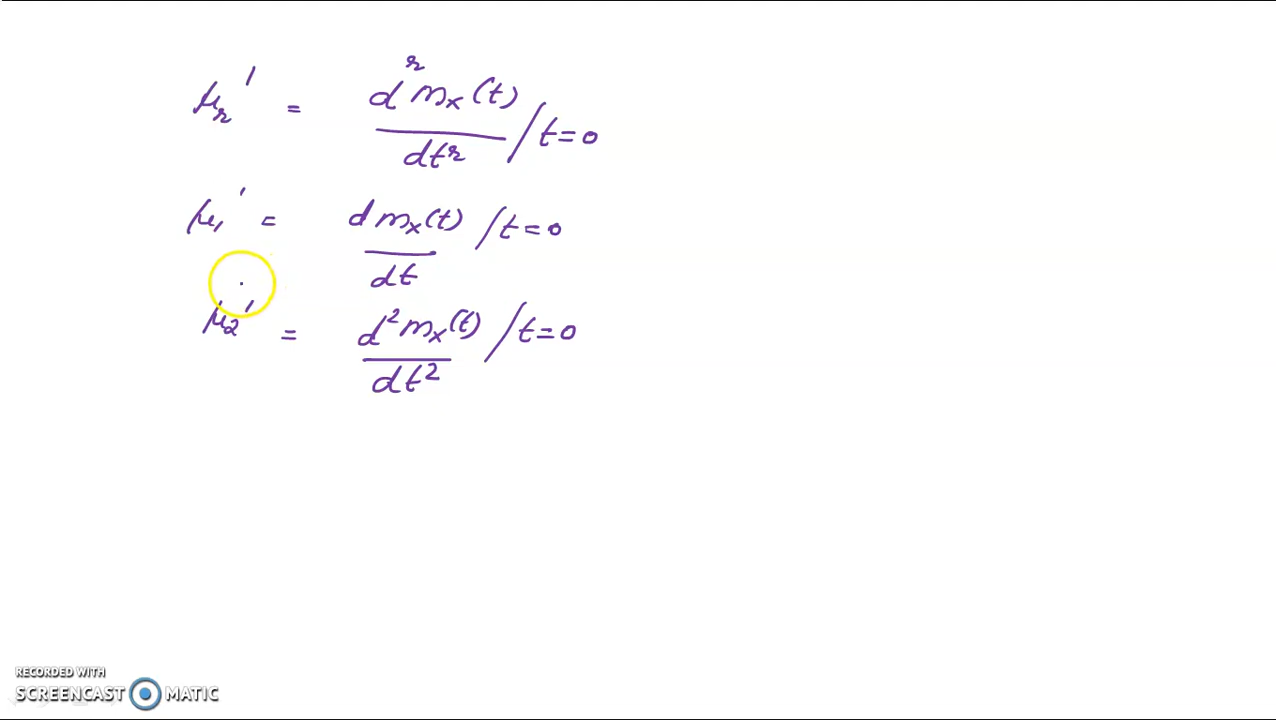 μr' = d^r mx(t) / dt^r / t=0
μ1' = d mx(t) / dt / t=0
μ2' = d^2 mx(t) / dt^2 / t=0
RECORDED WITH
SCREENCAST MATIC